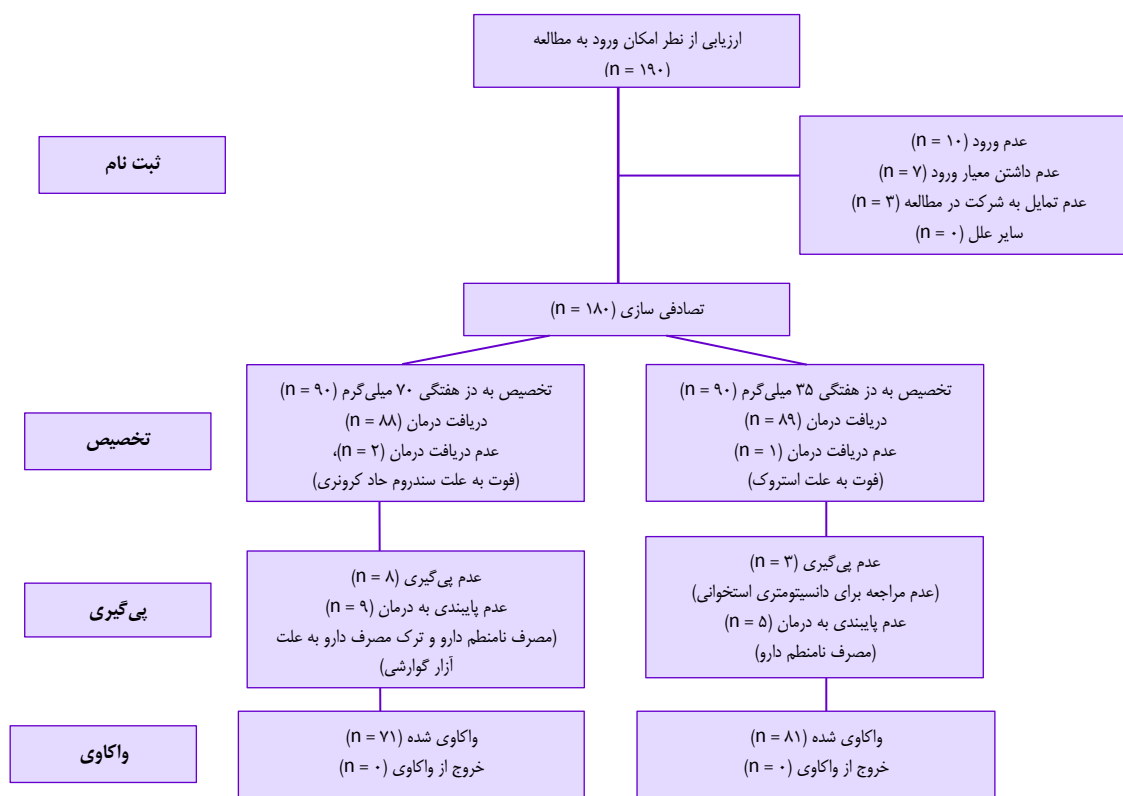 ارزیابی از نطر امکان ورود به مطالعه
(n = ۱۹۰)
ثبت نام
عدم ورود (n = ۱۰)
عدم داشتن معیار ورود (n = ۷)
عدم تمایل به شرکت در مطالعه (n = ۳)
سایر علل (n = ۰)
تصادفی سازی (n = ۱۸۰)
تخصیص
تخصیص به دز هفتگی ۳۵ میلی‌گرم (n = ۹۰)
دریافت درمان (n = ۸۹)
عدم دریافت درمان (n = ۱)
(فوت به علت استروک)
تخصیص به دز هفتگی ۷۰ میلی‌گرم (n = ۹۰)
دریافت درمان (n = ۸۸)
عدم دریافت درمان (n = ۲)،
(فوت به علت سندروم حاد کرونری)
پی‌گیری
عدم پی‌گیری (n = ۳)
(عدم مراجعه برای دانسیتومتری استخوانی)
عدم پایبندی به درمان (n = ۵)
(مصرف نامنطم دارو)
عدم پی‌گیری (n = ۸)
عدم پایبندی به درمان (n = ۹)
(مصرف نامنطم دارو و ترک مصرف دارو به علت
آزار گوارشی)
واکاوی
واکاوی شده (n = ۸۱)
خروج از واکاوی (n = ۰)
واکاوی شده (n = ۷۱)
خروج از واکاوی (n = ۰)